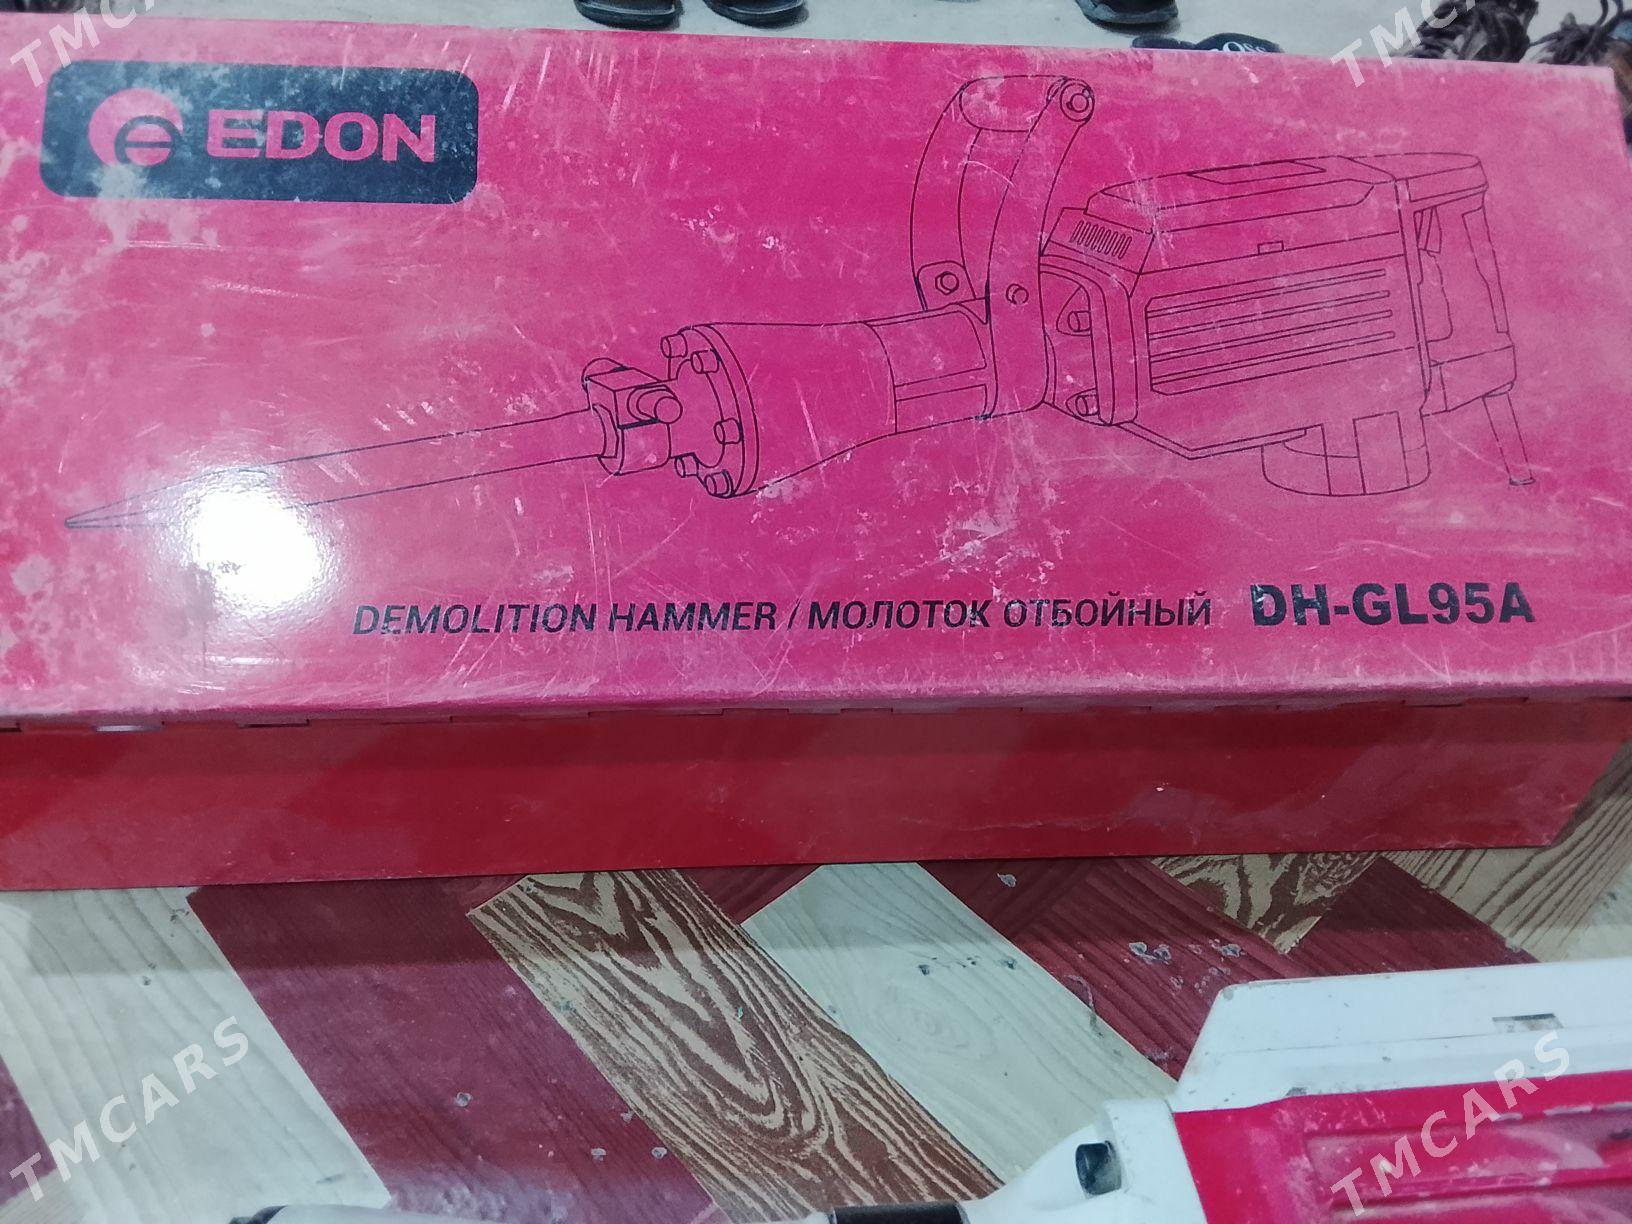 TMCARS
TMCARS
EDON
DEMOLITION HAMMER / МОЛОТОК ОТБОЙНЫЙ DH-GL95A
TMCARS
TMCARS